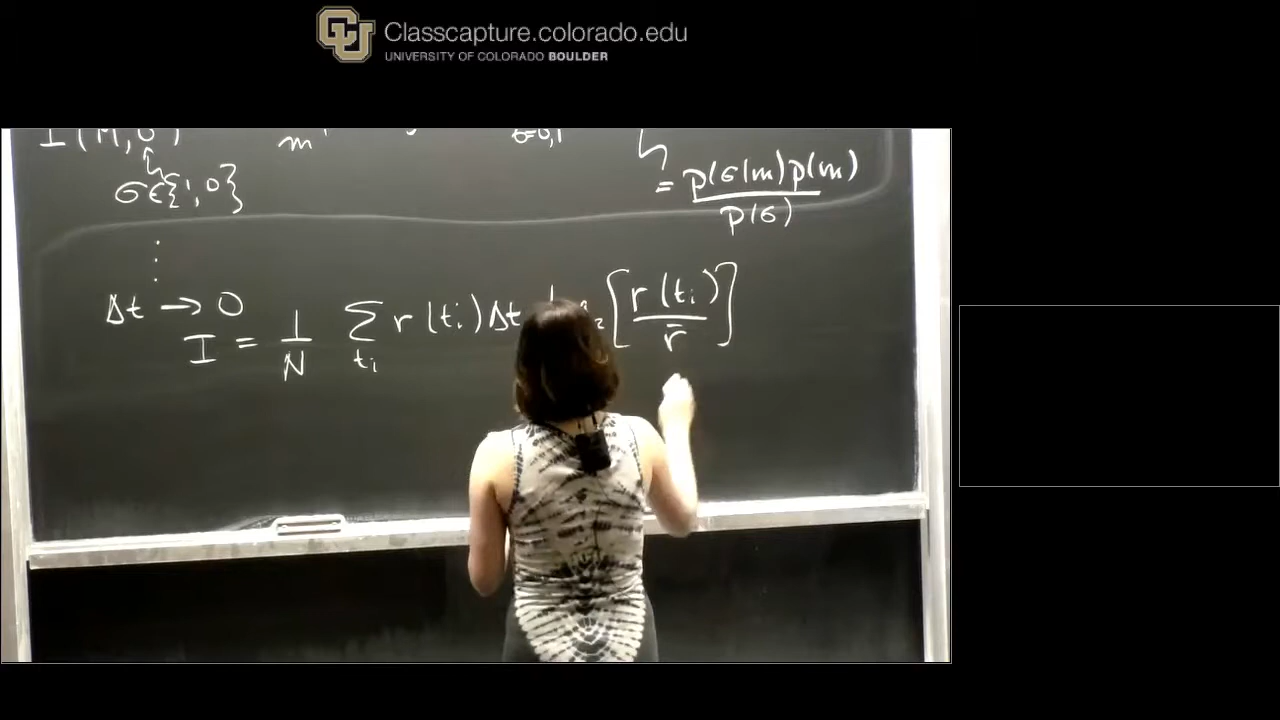 Classcapture.colorado.edu
UNIVERSITY OF COLORADO BOULDER
σ∈{1,0}
= p(σ|m)p(m)
p(σ)
Δt → 0
I = 1/N Σ_{t_i} r(t_i)Δt [r(t_i)/r̄]